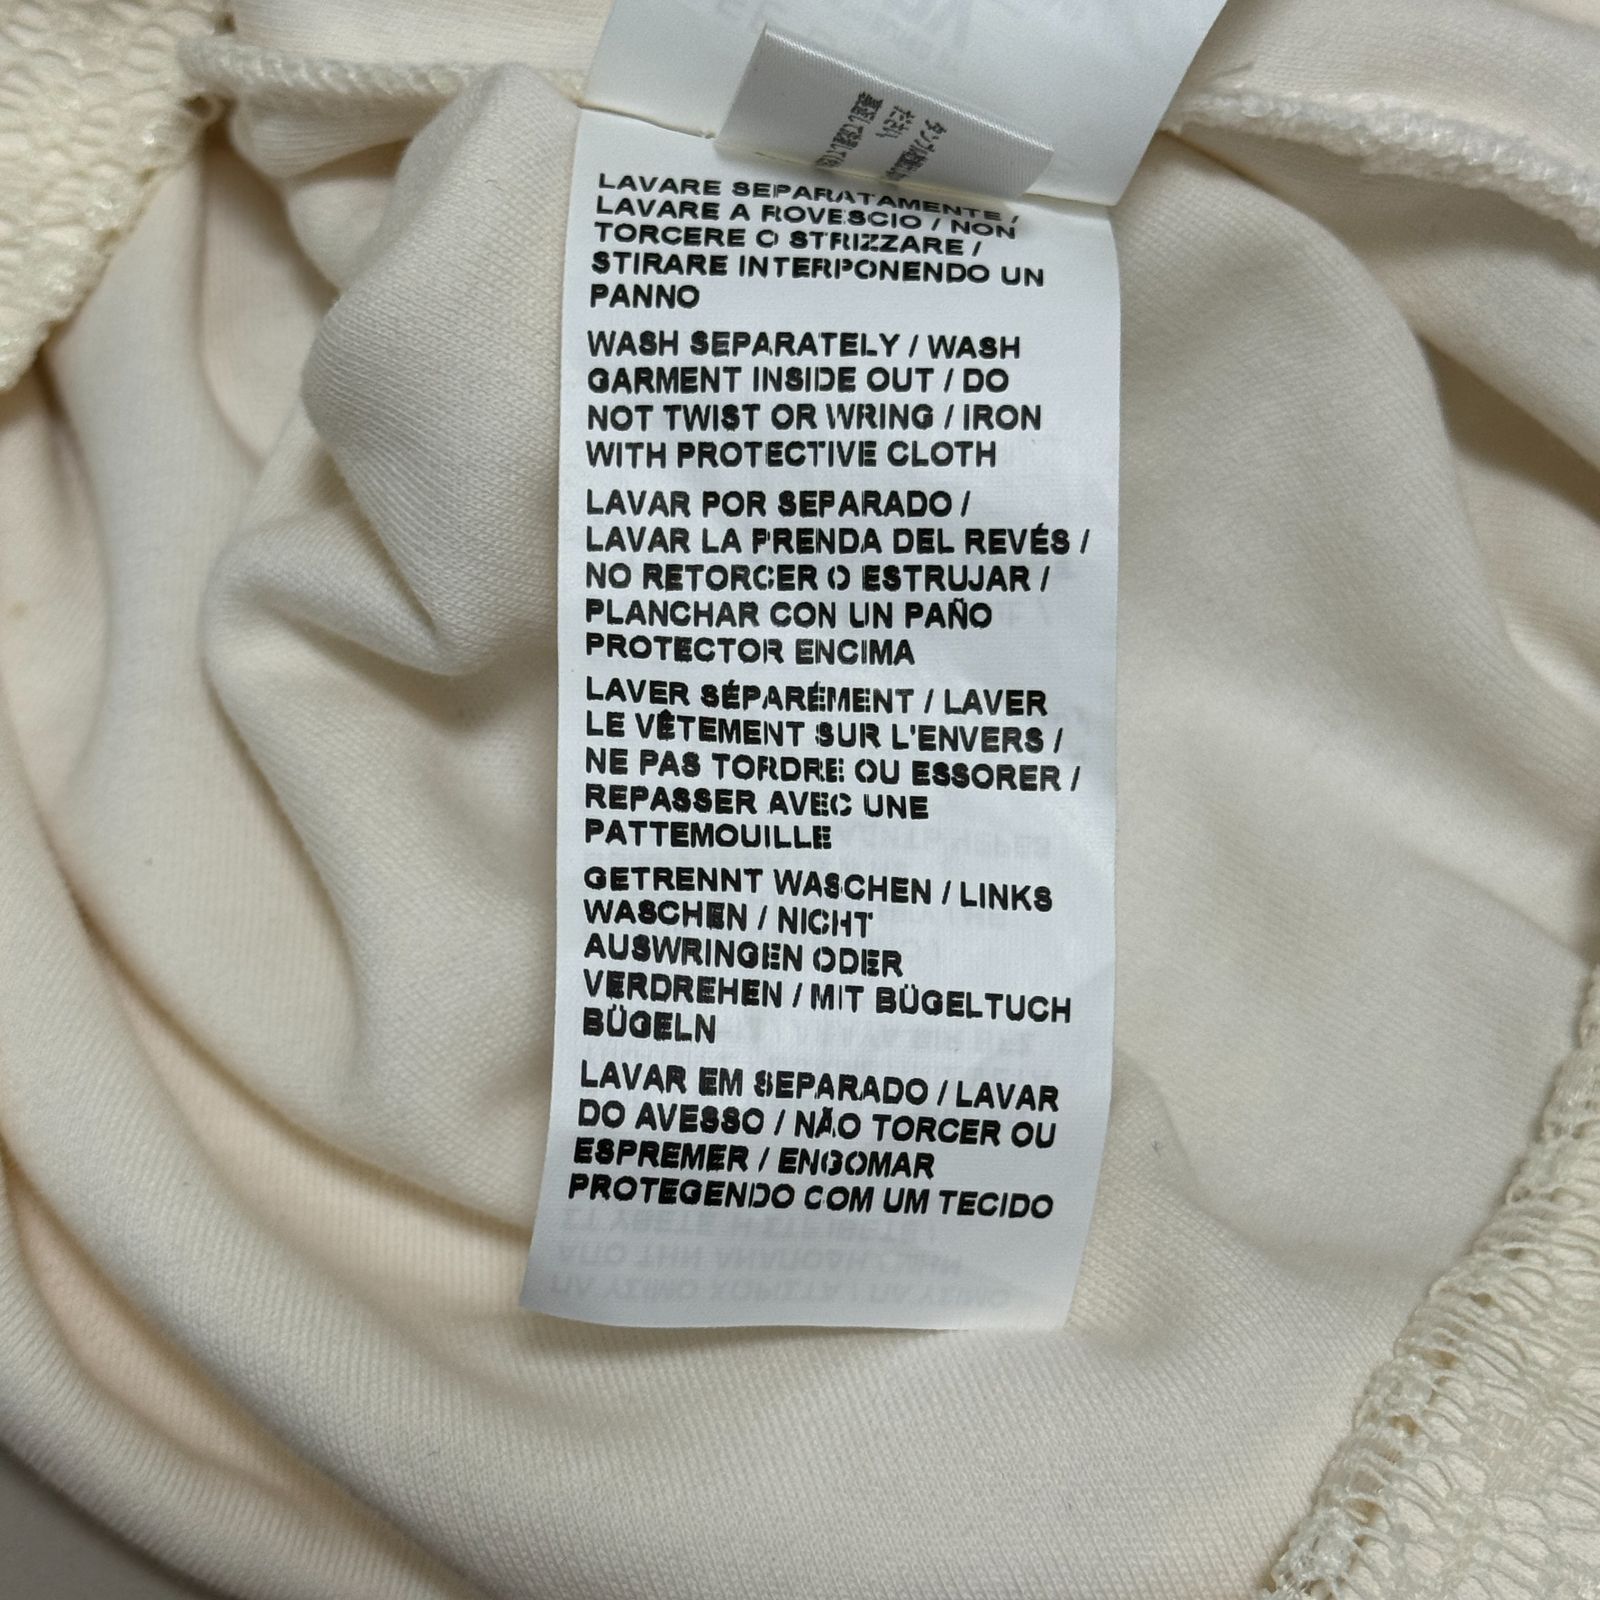 LAVARE SEPARATAMENTE /
LAVARE A ROVESCIO / NON
TORCERE O STRIZZARE /
STIRARE INTERPONENDO UN
PANNO
WASH SEPARATELY / WASH
GARMENT INSIDE OUT / DO
NOT TWIST OR WRING / IRON
WITH PROTECTIVE CLOTH
LAVAR POR SEPARADO /
LAVAR LA PRENDA DEL REVÉS /
NO RETORCER O ESTRUJAR /
PLANCHAR CON UN PAÑO
PROTECTOR ENCIMA
LAVER SÉPARÉMENT / LAVER
LE VÊTEMENT SUR L'ENVERS /
NE PAS TORDRE OU ESSORER /
REPASSER AVEC UNE
PATTEMOUILLE
GETRENNT WASCHEN / LINKS
WASCHEN / NICHT
AUSWRINGEN ODER
VERDREHEN / MIT BÜGELTUCH
BÜGELN
LAVAR EM SEPARADO / LAVAR
DO AVESSO / NÃO TORCER OU
ESPREMER / ENGOMAR
PROTEGENDO COM UM TECIDO